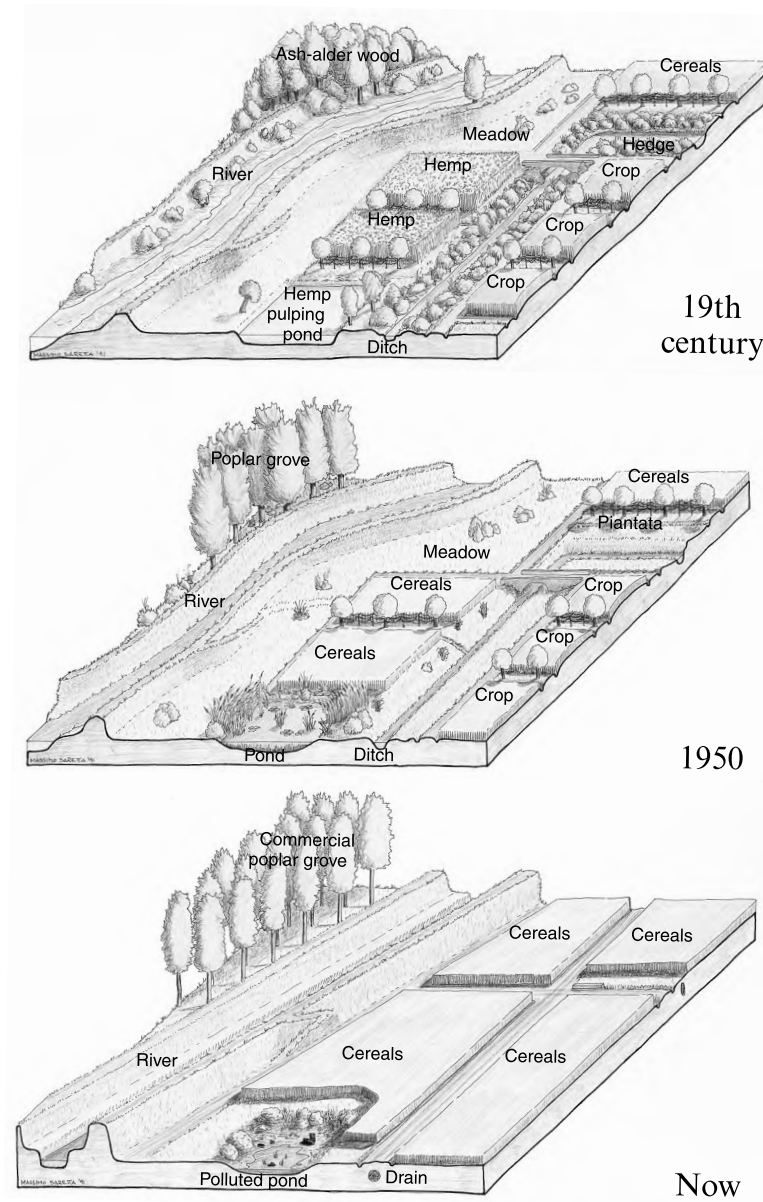 Ash-alder wood
Cereals
Meadow
Hedge
River
Hemp
Crop
Hemp
Crop
Hemp
pulping
pond
Crop
Ditch
19th
century
Poplar grove
Cereals
Piantata
Meadow
Cereals
Crop
River
Crop
Cereals
Crop
Pond
Ditch
1950
Commercial
poplar grove
Cereals
Cereals
River
Cereals
Cereals
Polluted pond
Drain
Now